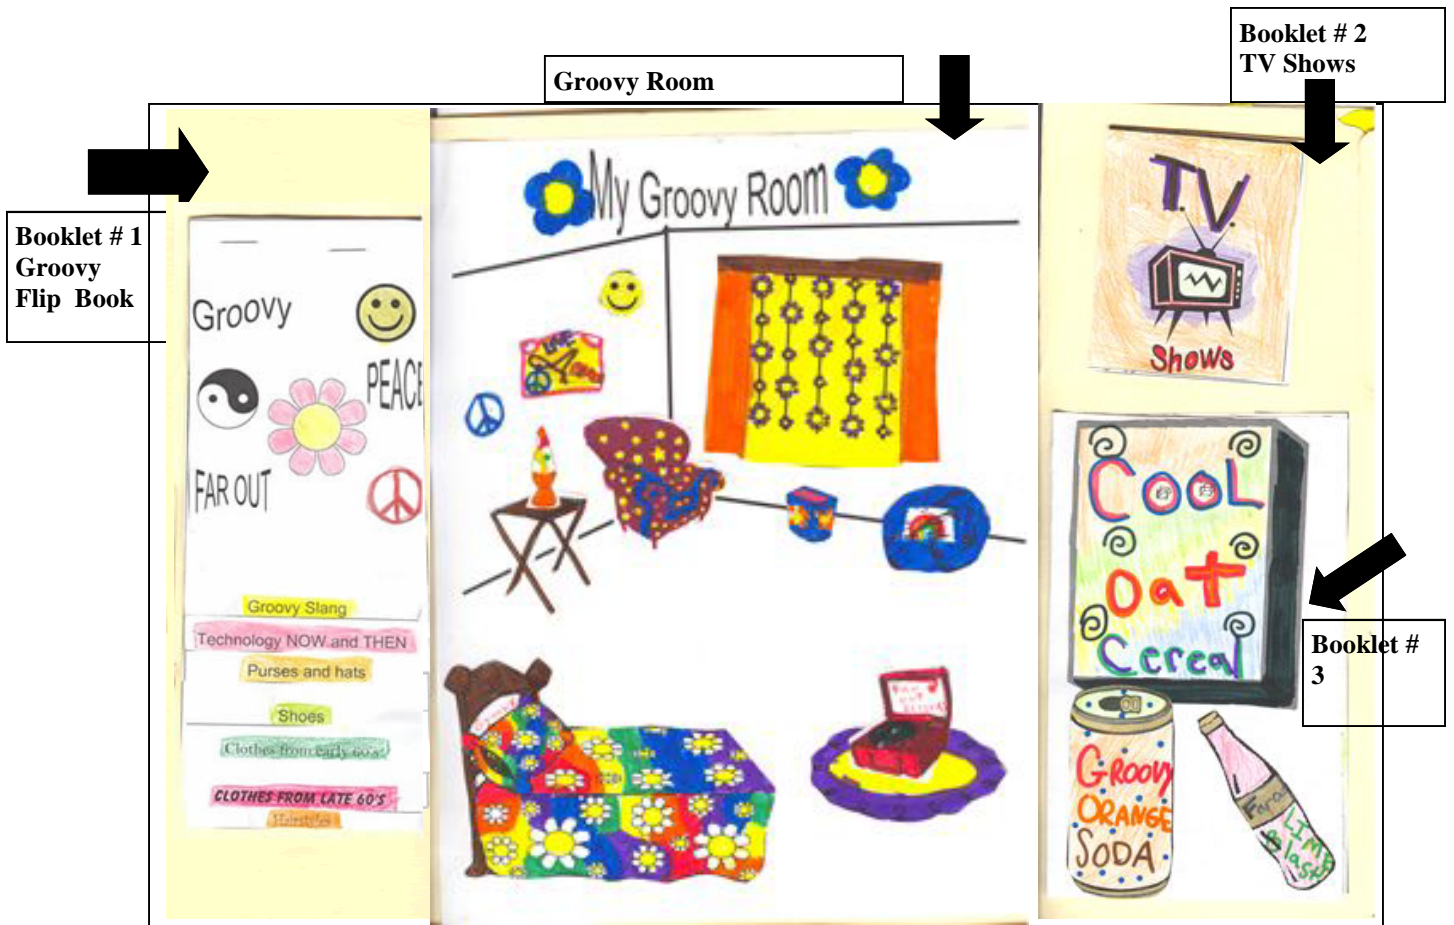 Groovy Room
Booklet # 2
TV Shows
Booklet # 1
Groovy
Flip Book
Groovy
PEACE
FAR OUT
Groovy Slang
Technology NOW and THEN
Purses and hats
Shoes
Clothes from early 60's
CLOTHES FROM LATE 60'S
Hairstyles
My Groovy Room
LOVE
T.V.
Shows
COOL
Oat
Cereal
Booklet #
3
GROOVY
ORANGE
SODA
LIME
Blast